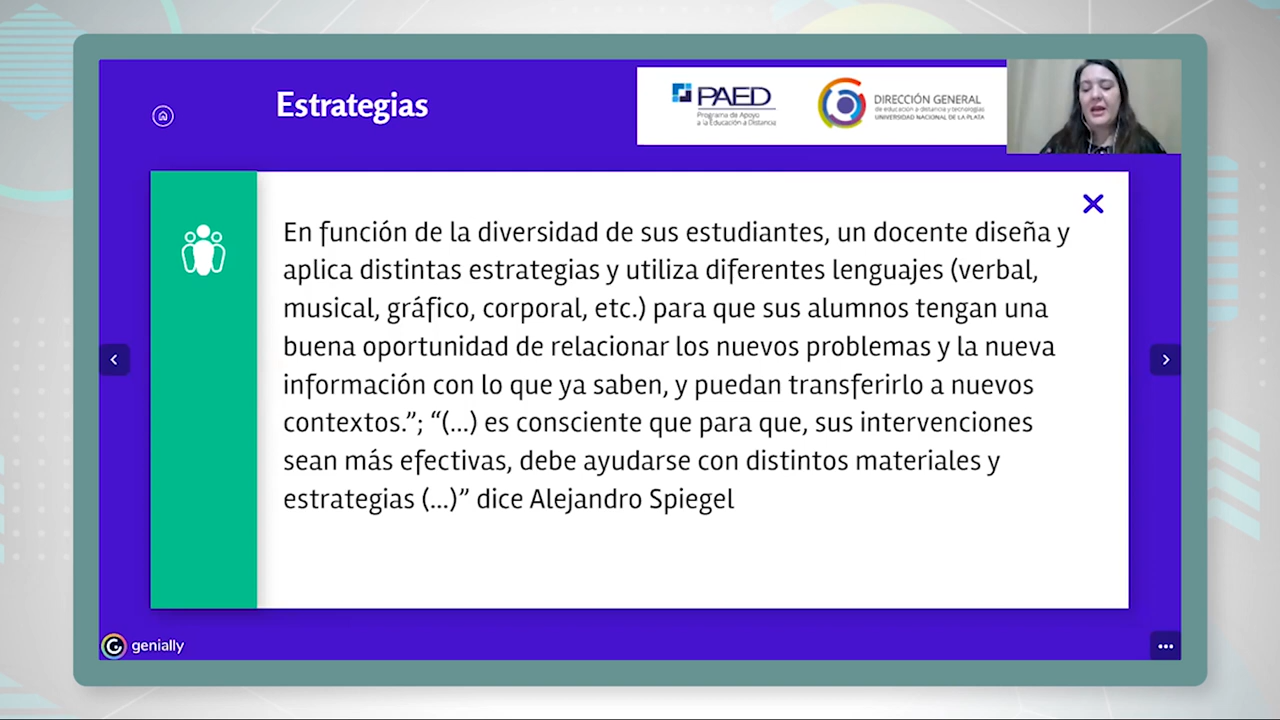 Estrategias
PAED
Programa de Apoyo
a la Educación a Distancia
DIRECCIÓN GENERAL
de educación a distancia y tecnologías
UNIVERSIDAD NACIONAL DE LA PLATA
En función de la diversidad de sus estudiantes, un docente diseña y
aplica distintas estrategias y utiliza diferentes lenguajes (verbal,
musical, gráfico, corporal, etc.) para que sus alumnos tengan una
buena oportunidad de relacionar los nuevos problemas y la nueva
información con lo que ya saben, y puedan transferirlo a nuevos
contextos.”; “(...) es consciente que para que, sus intervenciones
sean más efectivas, debe ayudarse con distintos materiales y
estrategias (...)” dice Alejandro Spiegel
genially